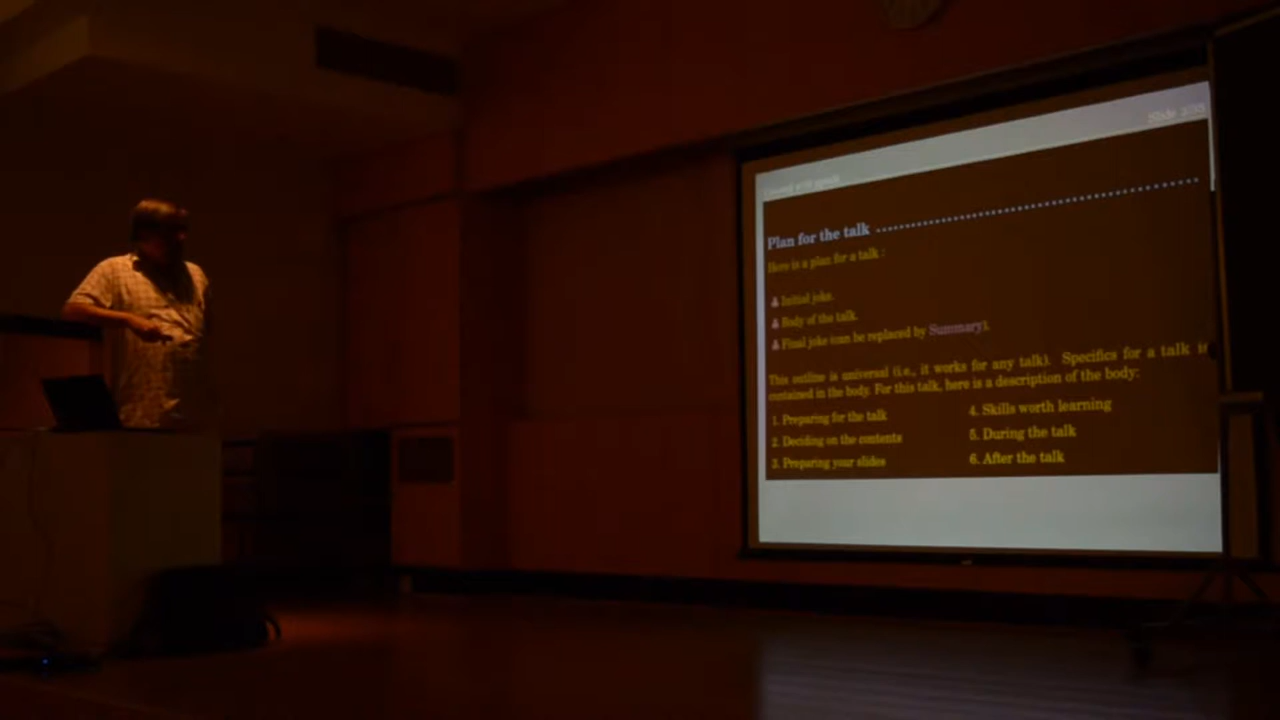 Plan for the talk
Here is a plan for a talk :
Initial joke.
Body of the talk.
Final joke (can be replaced by Summary).
This outline is universal (i.e., it works for any talk). Specifics for a talk is
contained in the body. For this talk, here is a description of the body:
1. Preparing for the talk
2. Deciding on the contents
3. Preparing your slides
4. Skills worth learning
5. During the talk
6. After the talk